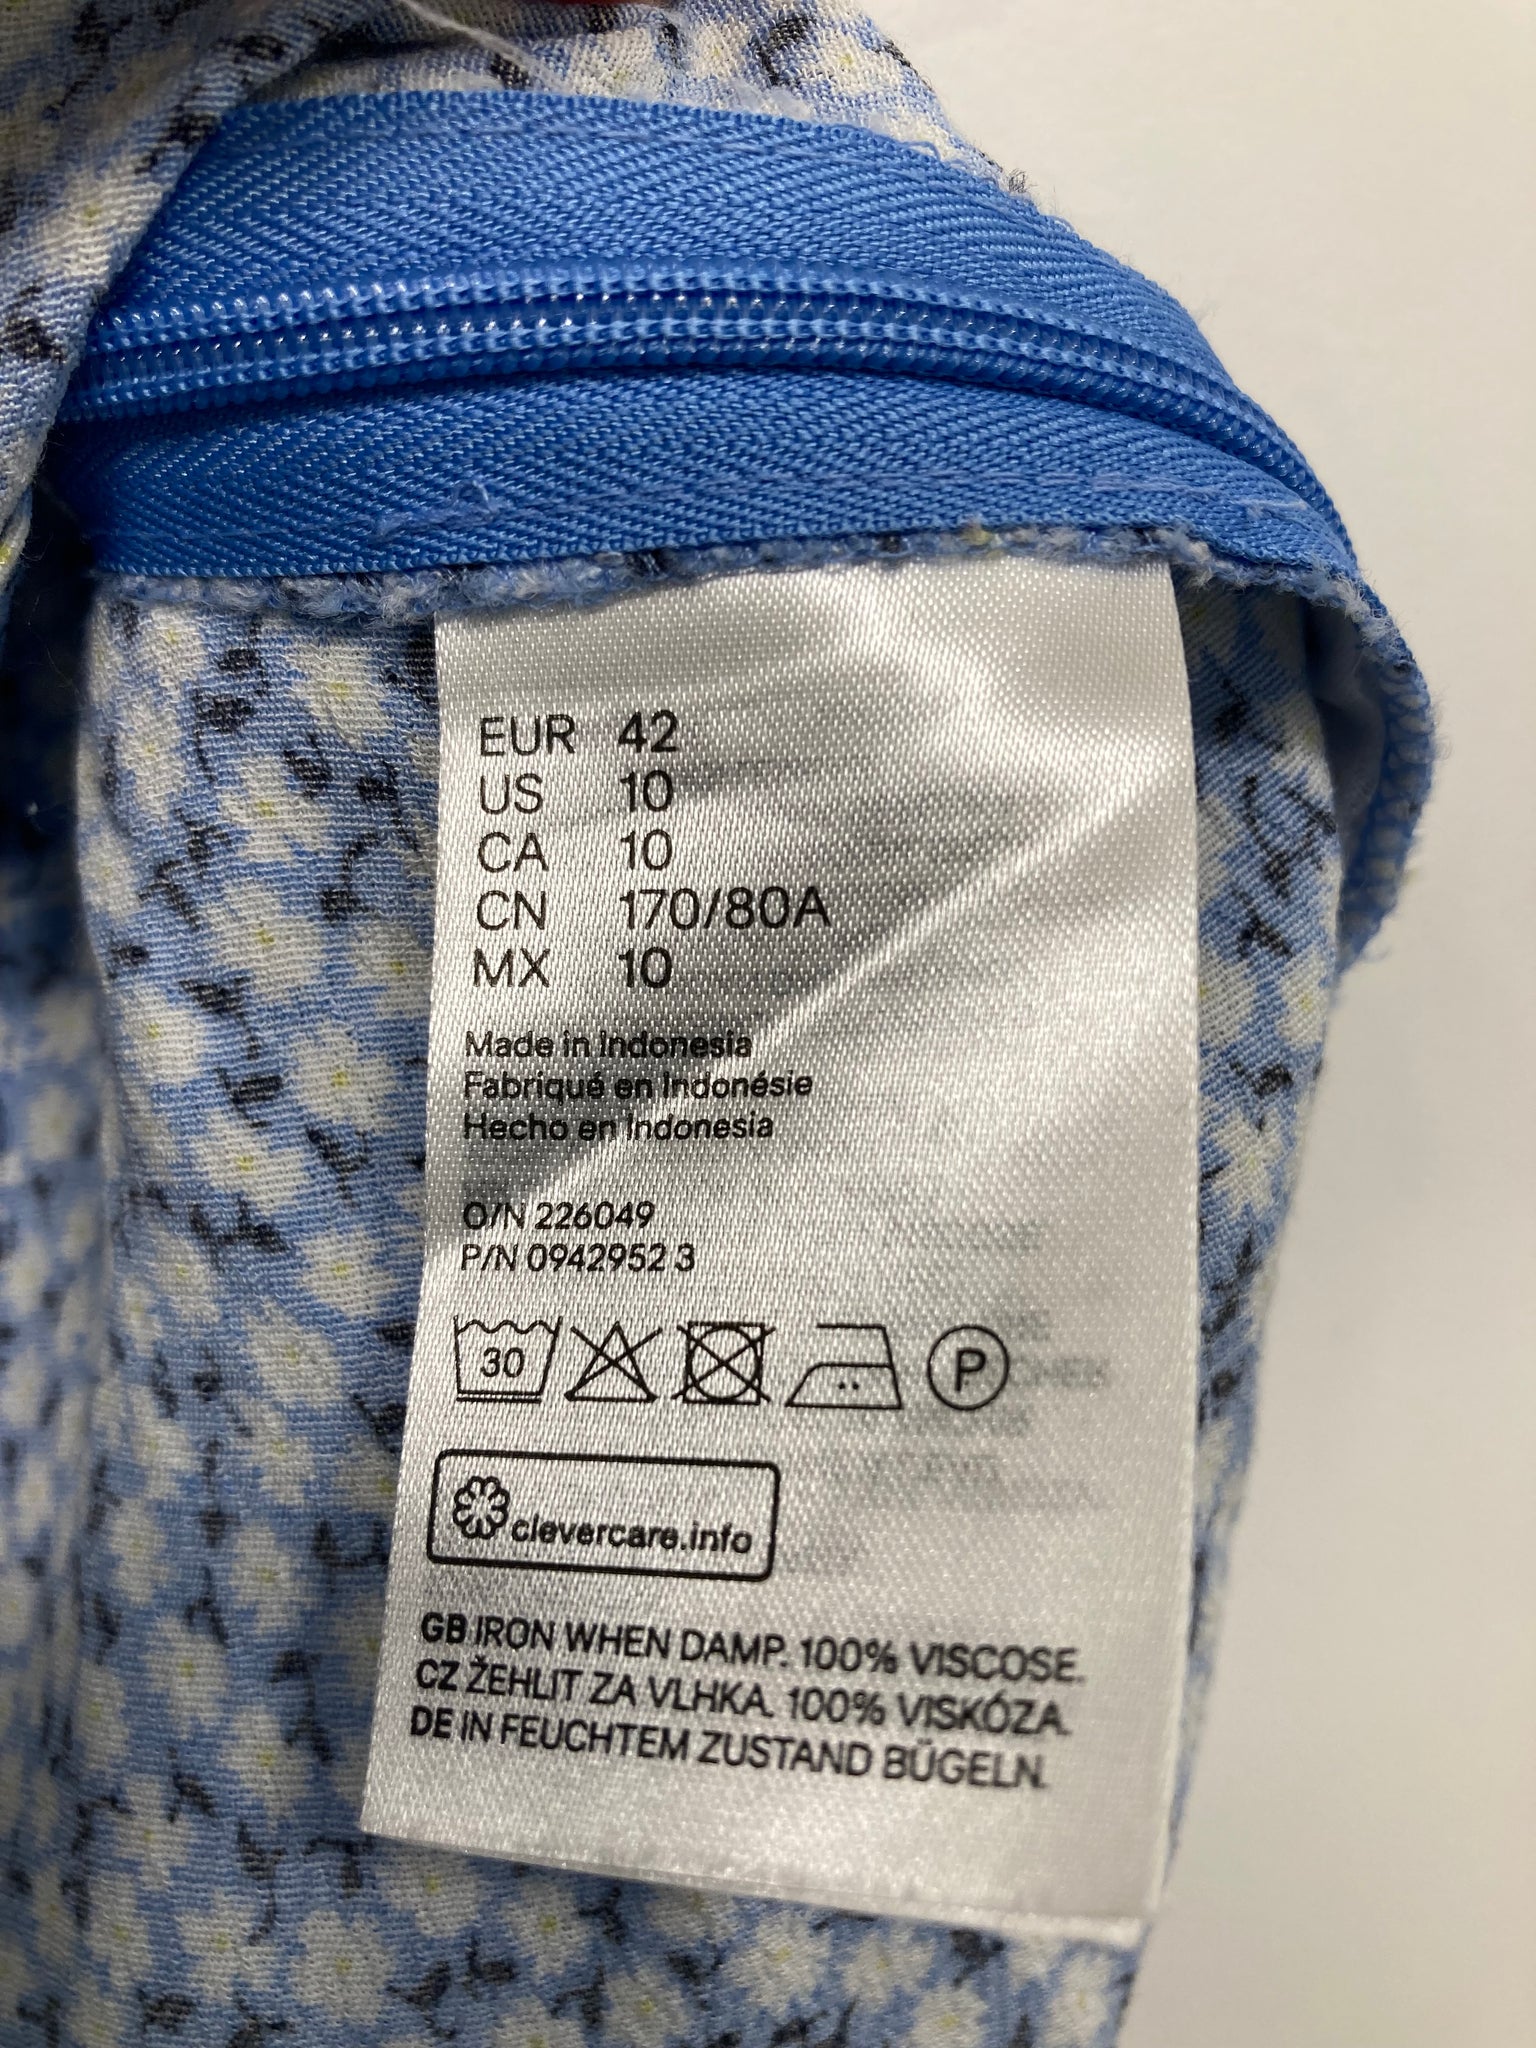 EUR 42
US 10
CA 10
CN 170/80A
MX 10
Made in Indonesia
Fabriqué en Indonésie
Hecho en Indonesia
O/N 226049
P/N 0942952 3
30
P
clevercare.info
GB IRON WHEN DAMP. 100% VISCOSE.
CZ ŽEHLIT ZA VLHKA. 100% VISKÓZA.
DE IN FEUCHTEM ZUSTAND BÜGELN.